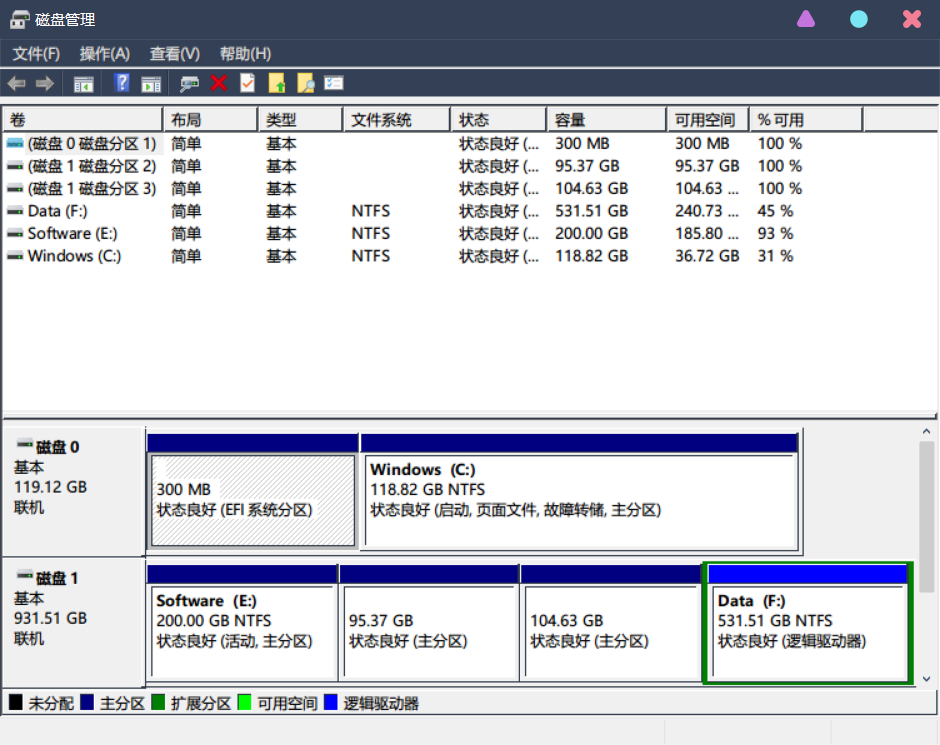 磁盘管理
文件(F) 操作(A) 查看(V) 帮助(H)
卷 布局 类型 文件系统 状态 容量 可用空间 % 可用
(磁盘 0 磁盘分区 1) 简单 基本 状态良好 (... 300 MB 300 MB 100 %
(磁盘 1 磁盘分区 2) 简单 基本 状态良好 (... 95.37 GB 95.37 GB 100 %
(磁盘 1 磁盘分区 3) 简单 基本 状态良好 (... 104.63 GB 104.63 ... 100 %
Data (F:) 简单 基本 NTFS 状态良好 (... 531.51 GB 240.73 ... 45 %
Software (E:) 简单 基本 NTFS 状态良好 (... 200.00 GB 185.80 ... 93 %
Windows (C:) 简单 基本 NTFS 状态良好 (... 118.82 GB 36.72 GB 31 %
磁盘 0
基本
119.12 GB
联机
300 MB
状态良好 (EFI 系统分区)
Windows (C:)
118.82 GB NTFS
状态良好 (启动, 页面文件, 故障转储, 主分区)
磁盘 1
基本
931.51 GB
联机
Software (E:)
200.00 GB NTFS
状态良好 (活动, 主分区)
95.37 GB
状态良好 (主分区)
104.63 GB
状态良好 (主分区)
Data (F:)
531.51 GB NTFS
状态良好 (逻辑驱动器)
未分配 主分区 扩展分区 可用空间 逻辑驱动器